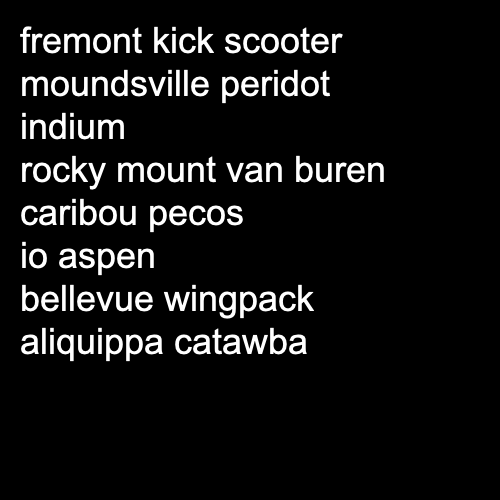 fremont kick scooter
moundsville peridot
indium
rocky mount van buren
caribou pecos
io aspen
bellevue wingpack
aliquippa catawba